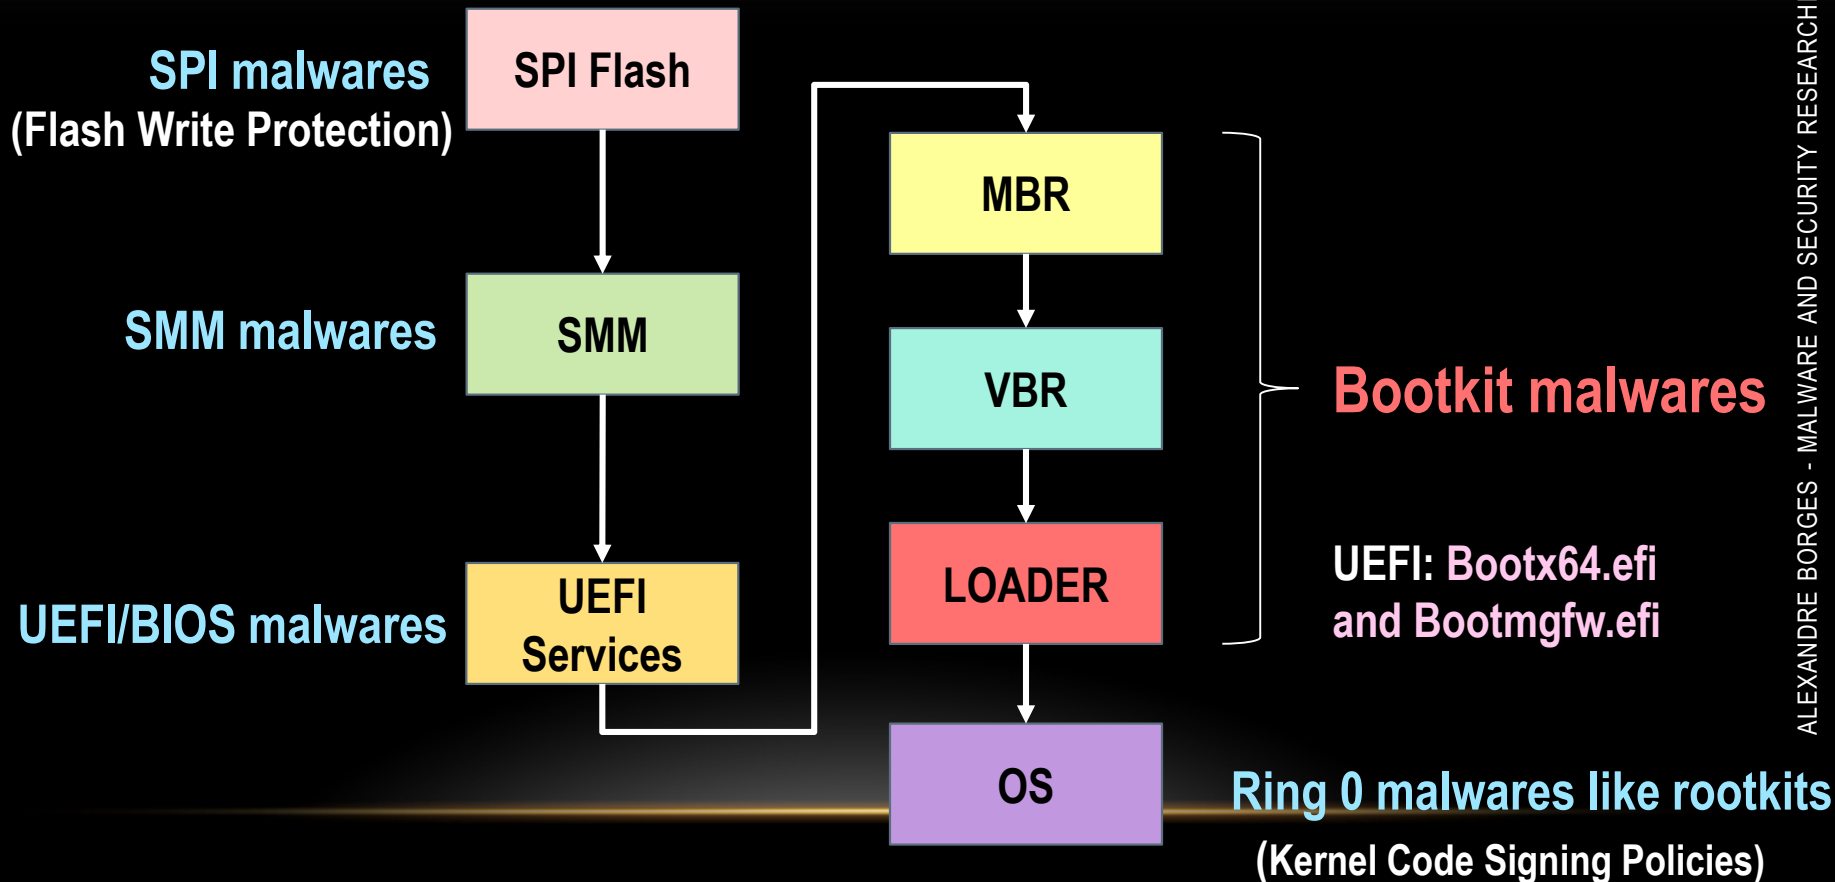 SPI malwares
(Flash Write Protection)
SPI Flash
SMM malwares
SMM
UEFI/BIOS malwares
UEFI
Services
MBR
VBR
LOADER
OS
Bootkit malwares
UEFI: Bootx64.efi
and Bootmgfw.efi
Ring 0 malwares like rootkits
(Kernel Code Signing Policies)
ALEXANDRE BORGES - MALWARE AND SECURITY